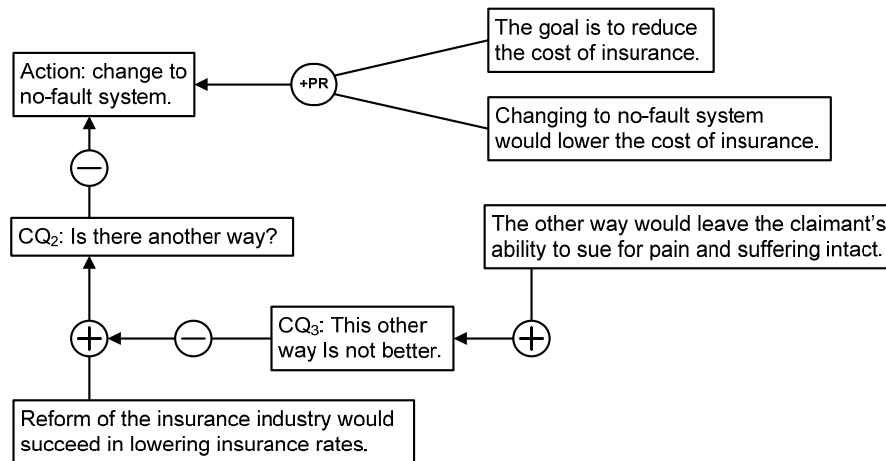 The goal is to reduce
the cost of insurance.
Action: change to
no-fault system.
+PR
Changing to no-fault system
would lower the cost of insurance.
−
CQ₂: Is there another way?
The other way would leave the claimant's
ability to sue for pain and suffering intact.
+
−
CQ₃: This other
way Is not better.
+
Reform of the insurance industry would
succeed in lowering insurance rates.